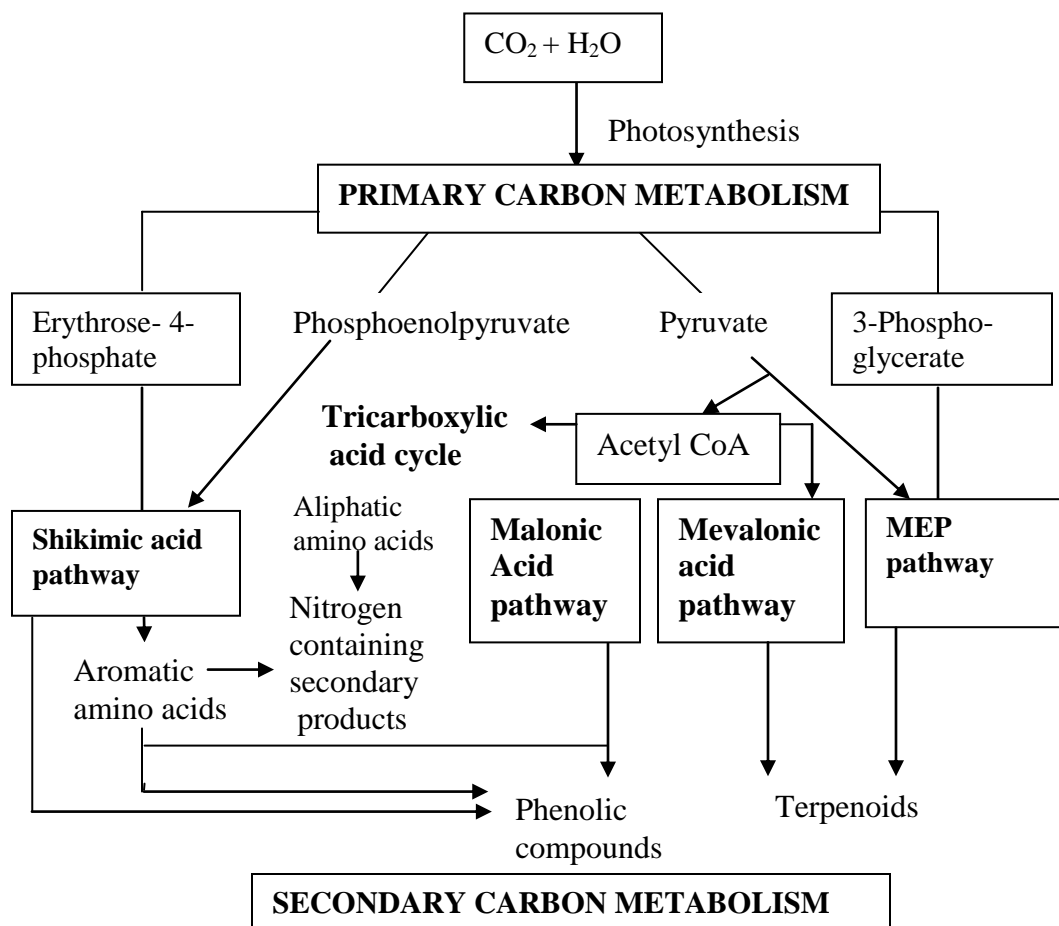 CO₂ + H₂O
Photosynthesis
PRIMARY CARBON METABOLISM
Erythrose- 4-
phosphate
Phosphoenolpyruvate
Pyruvate
3-Phospho-
glycerate
Tricarboxylic
acid cycle
Acetyl CoA
Shikimic acid
pathway
Aliphatic
amino acids
Malonic
Acid
pathway
Mevalonic
acid
pathway
MEP
pathway
Nitrogen
containing
secondary
products
Aromatic
amino acids
Phenolic
compounds
Terpenoids
SECONDARY CARBON METABOLISM